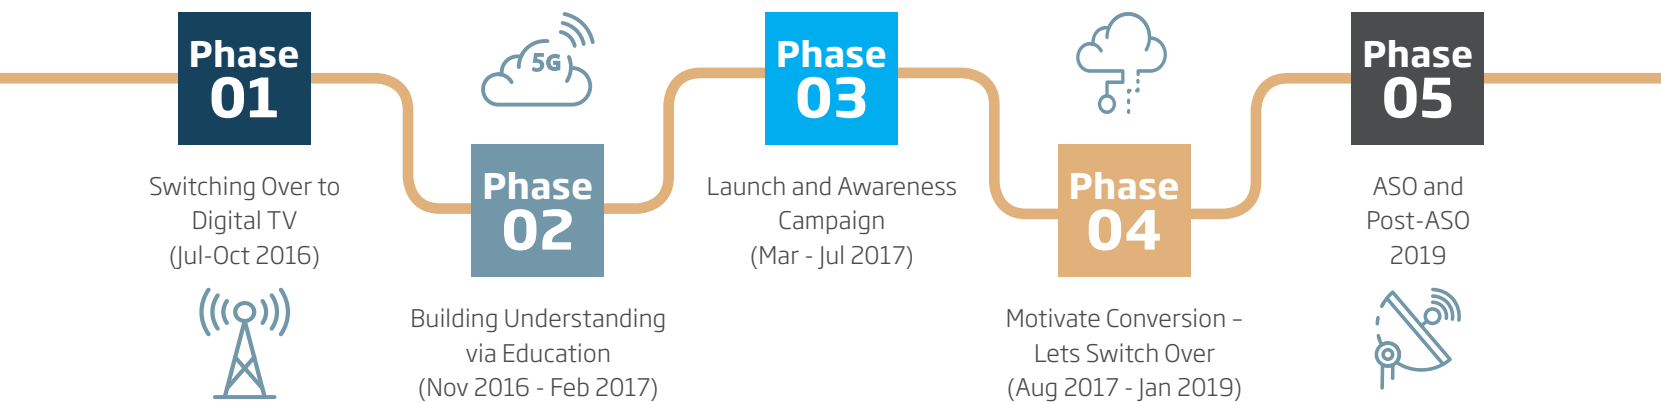 Phase
01
Switching Over to
Digital TV
(Jul-Oct 2016)
5G
Phase
02
Building Understanding
via Education
(Nov 2016 - Feb 2017)
Phase
03
Launch and Awareness
Campaign
(Mar - Jul 2017)
Phase
04
Motivate Conversion –
Lets Switch Over
(Aug 2017 - Jan 2019)
Phase
05
ASO and
Post-ASO
2019